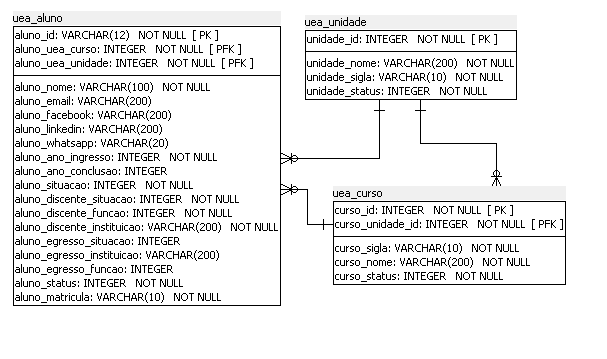 uea_aluno
aluno_id: VARCHAR(12) NOT NULL [ PK ]
aluno_uea_curso: INTEGER NOT NULL [ PFK ]
aluno_uea_unidade: INTEGER NOT NULL [ PFK ]
aluno_nome: VARCHAR(100) NOT NULL
aluno_email: VARCHAR(200)
aluno_facebook: VARCHAR(200)
aluno_linkedin: VARCHAR(200)
aluno_whatsapp: VARCHAR(20)
aluno_ano_ingresso: INTEGER NOT NULL
aluno_ano_conclusao: INTEGER
aluno_situacao: INTEGER NOT NULL
aluno_discente_situacao: INTEGER NOT NULL
aluno_discente_funcao: INTEGER NOT NULL
aluno_discente_instituicao: VARCHAR(200) NOT NULL
aluno_egresso_situacao: INTEGER
aluno_egresso_instituicao: VARCHAR(200)
aluno_egresso_funcao: INTEGER
aluno_status: INTEGER NOT NULL
aluno_matricula: VARCHAR(10) NOT NULL
uea_unidade
unidade_id: INTEGER NOT NULL [ PK ]
unidade_nome: VARCHAR(200) NOT NULL
unidade_sigla: VARCHAR(10) NOT NULL
unidade_status: INTEGER NOT NULL
uea_curso
curso_id: INTEGER NOT NULL [ PK ]
curso_unidade_id: INTEGER NOT NULL [ PFK ]
curso_sigla: VARCHAR(10) NOT NULL
curso_nome: VARCHAR(200) NOT NULL
curso_status: INTEGER NOT NULL